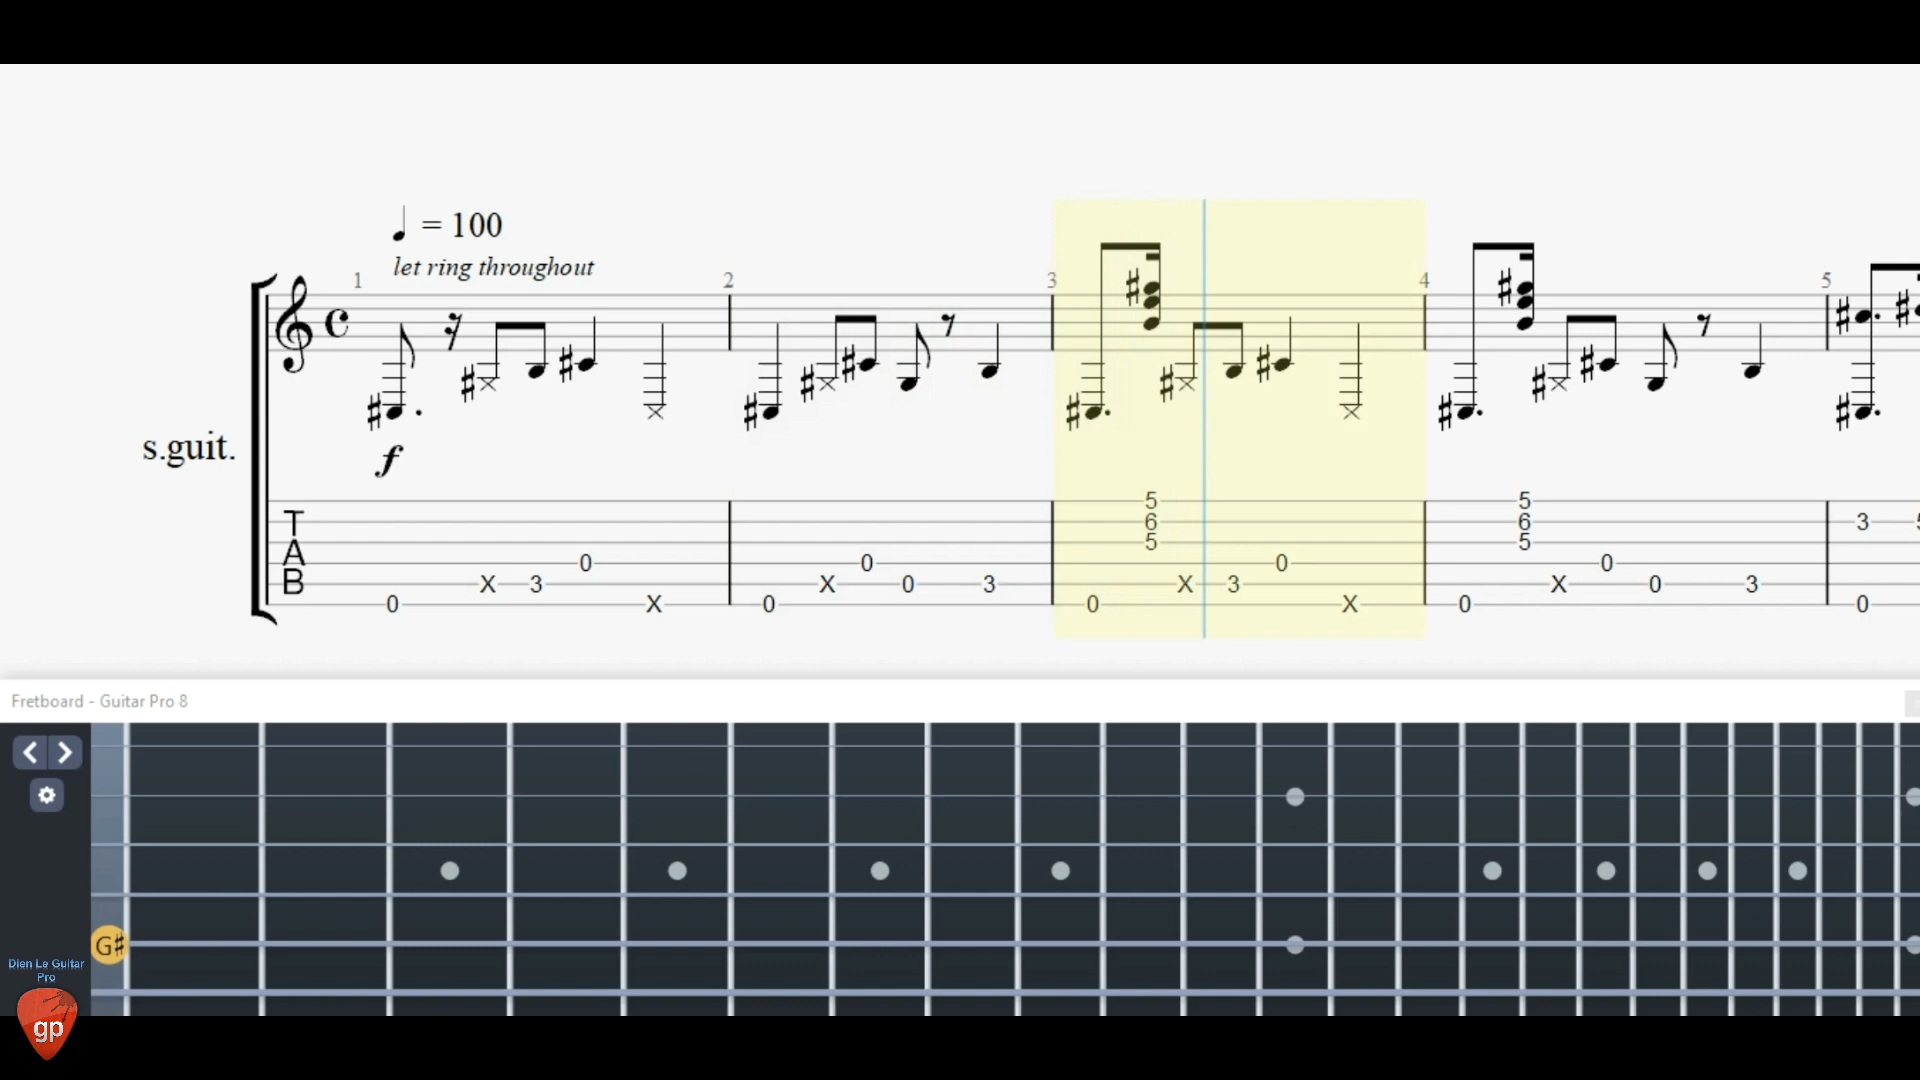 = 100
let ring throughout
1 2 3 4 5
s.guit.
f
5 5
6 6 3
5 5
T
A 0 0 0 0
B X 3 X 0 3 X 3 X 0 3
0 X 0 0 X 0 0
Fretboard - Guitar Pro 8
G#
Dien Le Guitar
Pro
gp